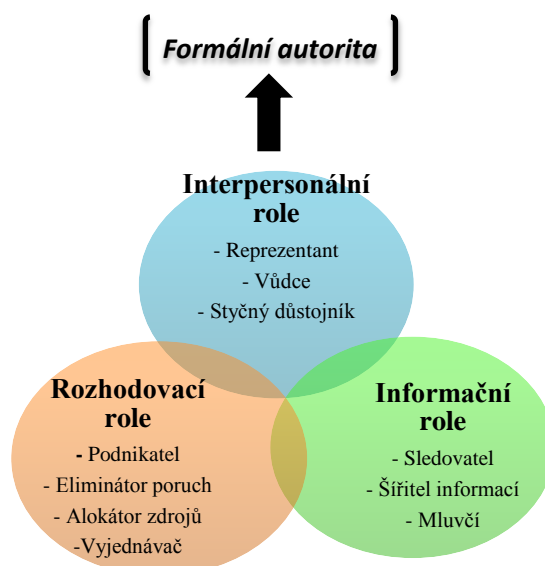 Formální autorita
Interpersonální
role
- Reprezentant
- Vůdce
- Styčný důstojník
Rozhodovací
role
- Podnikatel
- Eliminátor poruch
- Alokátor zdrojů
-Vyjednávač
Informační
role
- Sledovatel
- Šířitel informací
- Mluvčí